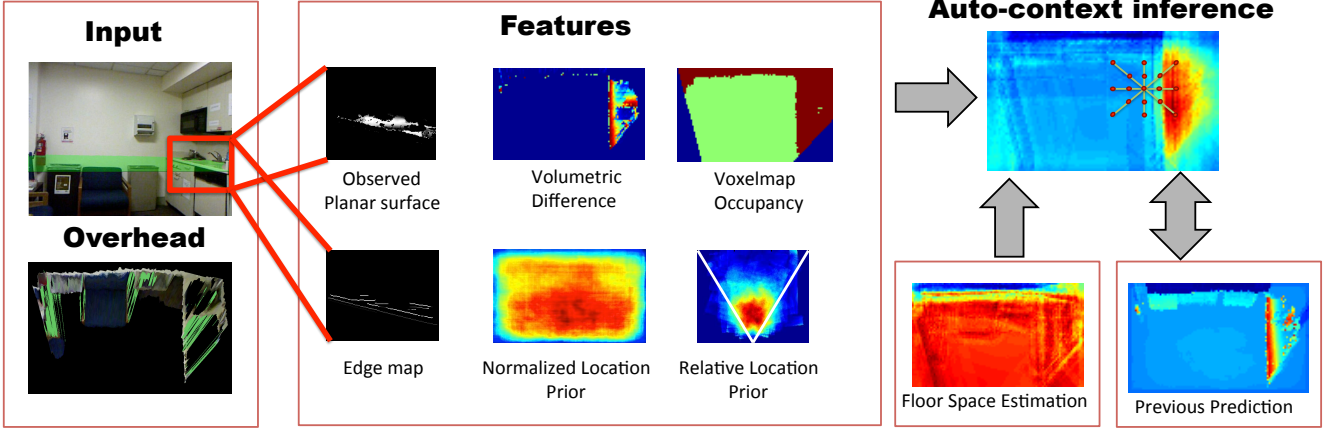 Input
Overhead
Features
Observed
Planar surface
Volumetric
Difference
Voxelmap
Occupancy
Edge map
Normalized Location
Prior
Relative Location
Prior
Auto-context inference
Floor Space Estimation
Previous Prediction